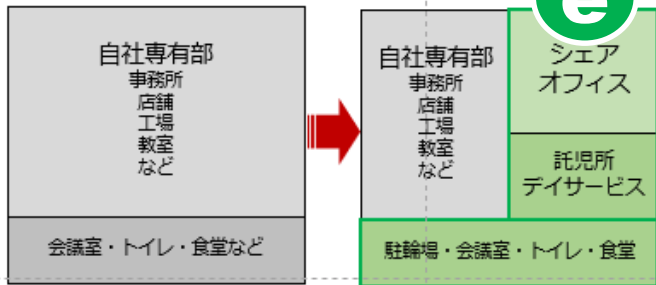 自社専有部
事務所
店舗
工場
教室
など
会議室・トイレ・食堂など
e
自社専有部
事務所
店舗
工場
教室
など
シェア
オフィス
託児所
デイサービス
駐輪場・会議室・トイレ・食堂